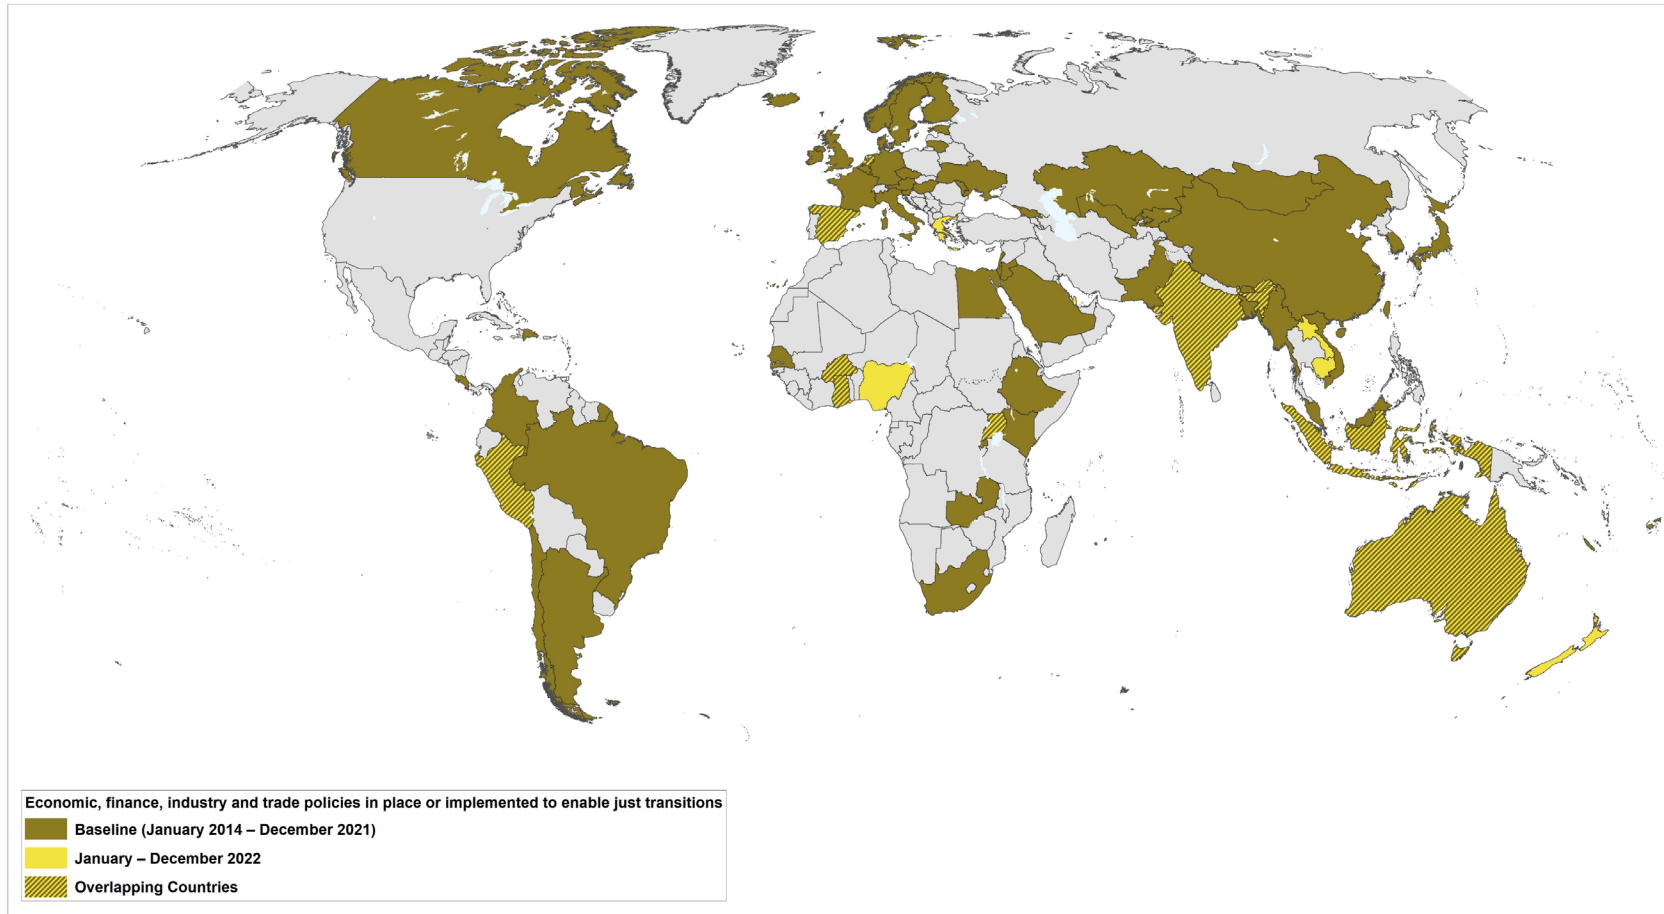 Economic, finance, industry and trade policies in place or implemented to enable just transitions
Baseline (January 2014 – December 2021)
January – December 2022
Overlapping Countries